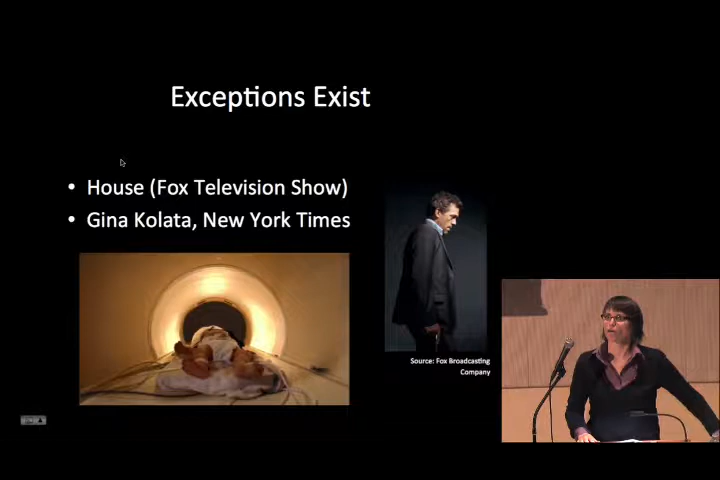 Exceptions Exist
• House (Fox Television Show)
• Gina Kolata, New York Times
Source: Fox Broadcasting
Company